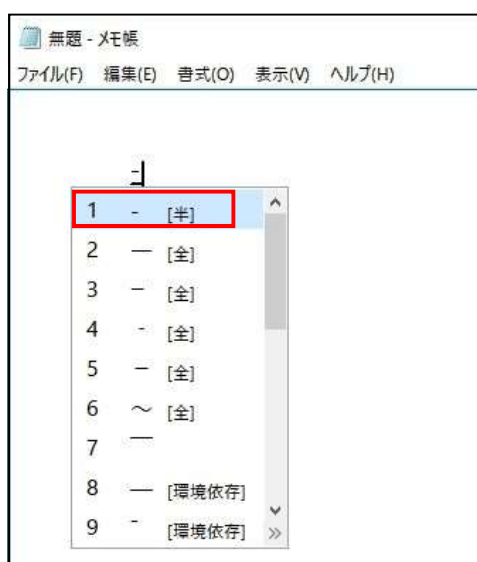 無題 - メモ帳
ファイル(F) 編集(E) 書式(O) 表示(V) ヘルプ(H)
-
1 - [半]
2 ― [全]
3 − [全]
4 ‐ [全]
5 – [全]
6 ～ [全]
7 ￣
8 — [環境依存]
9 ⁻ [環境依存]